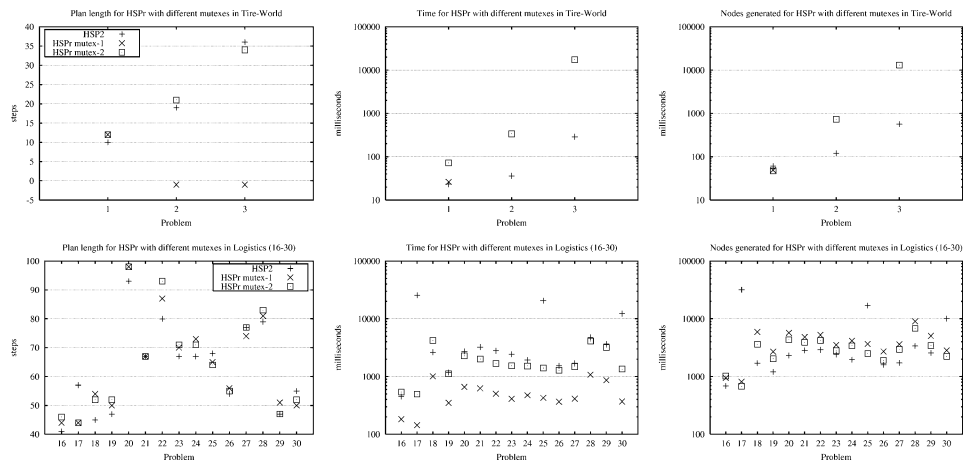 Plan length for HSPr with different mutexes in Tire-World
40
35
30
25
20
15
10
5
0
-5
steps
HSP2
HSPr mutex-1
HSPr mutex-2
1 2 3
Problem
Time for HSPr with different mutexes in Tire-World
100000
10000
1000
100
10
milliseconds
1 2 3
Problem
Nodes generated for HSPr with different mutexes in Tire-World
100000
10000
1000
100
10
milliseconds
1 2 3
Problem
Plan length for HSPr with different mutexes in Logistics (16-30)
100
90
80
70
60
50
40
steps
HSP2
HSPr mutex-1
HSPr mutex-2
16 17 18 19 20 21 22 23 24 25 26 27 28 29 30
Problem
Time for HSPr with different mutexes in Logistics (16-30)
100000
10000
1000
100
milliseconds
16 17 18 19 20 21 22 23 24 25 26 27 28 29 30
Problem
Nodes generated for HSPr with different mutexes in Logistics (16-30)
100000
10000
1000
100
milliseconds
16 17 18 19 20 21 22 23 24 25 26 27 28 29 30
Problem